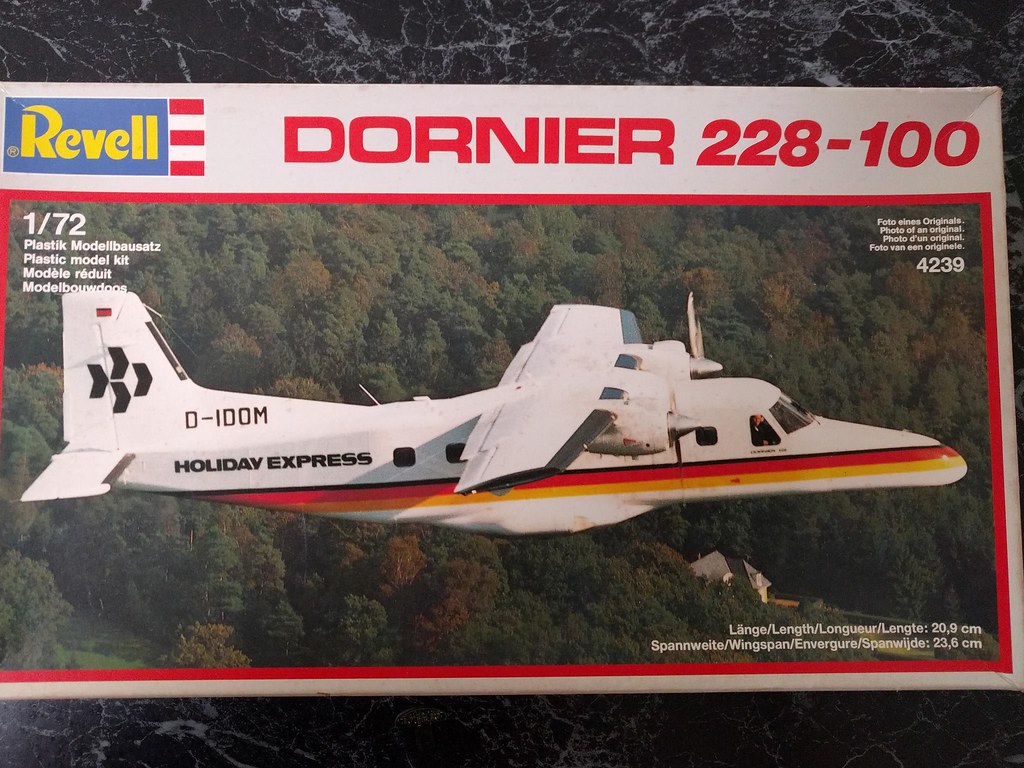 ® Revell
DORNIER 228-100
1/72
Plastik Modellbausatz
Plastic model kit
Modèle réduit
Modelbouwdoos
Foto eines Originals.
Photo of an original.
Photo d'un original.
Foto van een originele.
4239
D-IDOM
HOLIDAY EXPRESS
Länge/Length/Longueur/Lengte: 20,9 cm
Spannweite/Wingspan/Envergure/Spanwijde: 23,6 cm